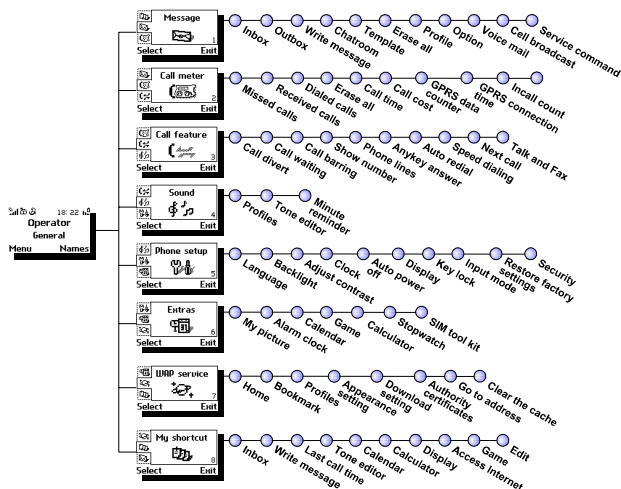 Message
1
Select Exit
Inbox
Outbox
Write message
Chatroom
Template
Erase all
Profile
Option
Voice mail
Cell broadcast
Service command
Call meter
2
Select Exit
Missed calls
Received calls
Dialed calls
Erase all
Call time
Call cost
GPRS data
counter
GPRS connection
time
Incall count
Call feature
3
Select Exit
Call divert
Call waiting
Call barring
Show number
Phone lines
Anykey answer
Auto redial
Speed dialing
Next call
Talk and Fax
18:22
Operator
General
Menu Names
Sound
4
Select Exit
Profiles
Tone editor
Minute
reminder
Phone setup
5
Select Exit
Language
Backlight
Adjust contrast
Clock
Auto power
off
Display
Key lock
Input mode
Restore factory
settings
Security
Extras
6
Select Exit
My picture
Alarm clock
Calendar
Game
Calculator
Stopwatch
SIM tool kit
WAP service
7
Select Exit
Home
Bookmark
Profiles
Appearance
setting
Download
setting
Authority
certificates
Go to address
Clear the cache
My shortcut
8
Select Exit
Inbox
Write message
Last call time
Tone editor
Calendar
Calculator
Display
Access Internet
Game
Edit